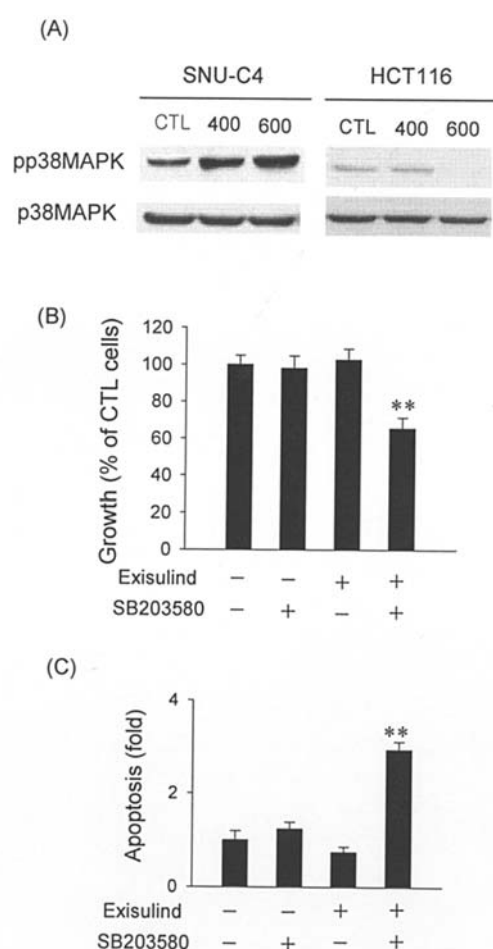 (A)
SNU-C4 HCT116
CTL 400 600 CTL 400 600
pp38MAPK
p38MAPK
(B)
Growth (% of CTL cells)
120
100
80
60
40
20
0
**
Exisulind − − + +
SB203580 − + − +
(C)
Apoptosis (fold)
4
2
0
**
Exisulind − − + +
SB203580 − + − +